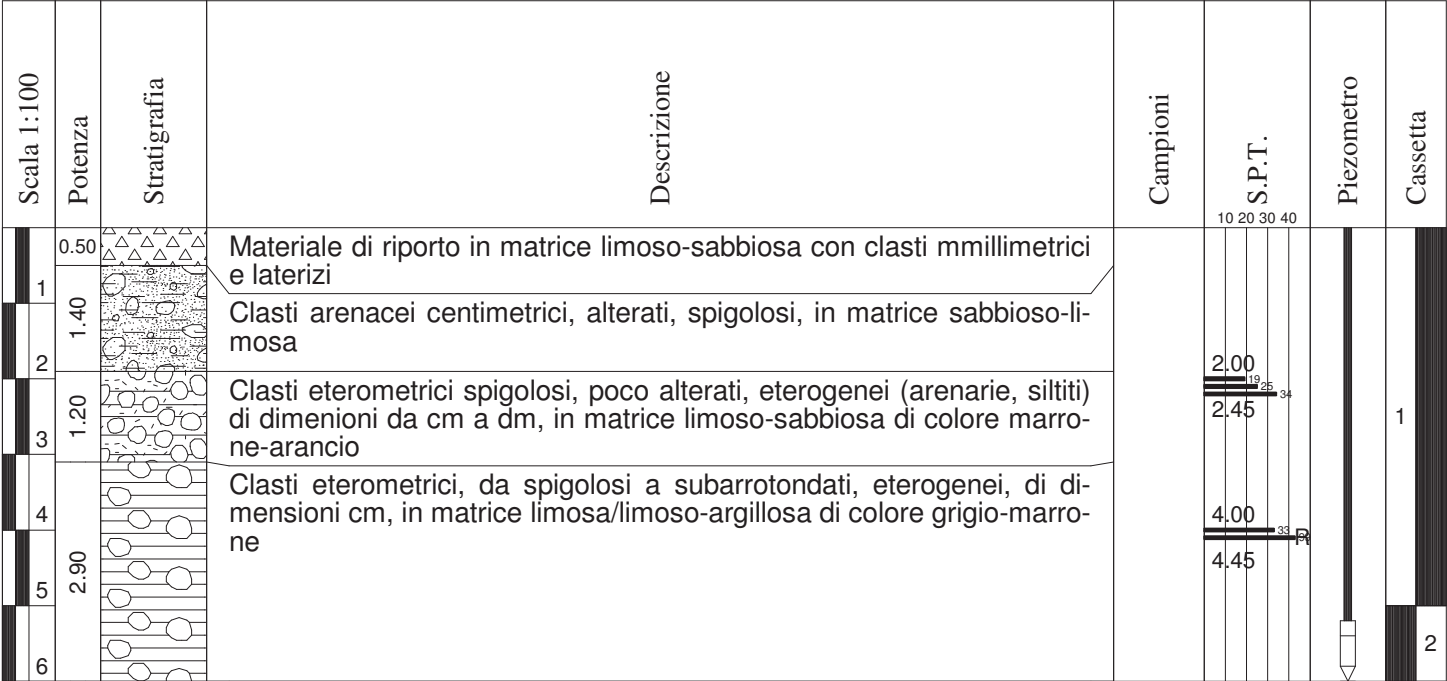 Scala 1:100
Potenza
Stratigrafia
Descrizione
Campioni
S.P.T.
Piezometro
Cassetta
10 20 30 40
0.50
Materiale di riporto in matrice limoso-sabbiosa con clasti mmillimetrici
e laterizi
1
1.40
Clasti arenacei centimetrici, alterati, spigolosi, in matrice sabbioso-li-
mosa
2
2.00
19
25
34
2.45
1.20
Clasti eterometrici spigolosi, poco alterati, eterogenei (arenarie, siltiti)
di dimenioni da cm a dm, in matrice limoso-sabbiosa di colore marro-
ne-arancio
3
1
2.90
Clasti eterometrici, da spigolosi a subarrotondati, eterogenei, di di-
mensioni cm, in matrice limosa/limoso-argillosa di colore grigio-marro-
ne
4
4.00
33
R
4.45
5
6
2